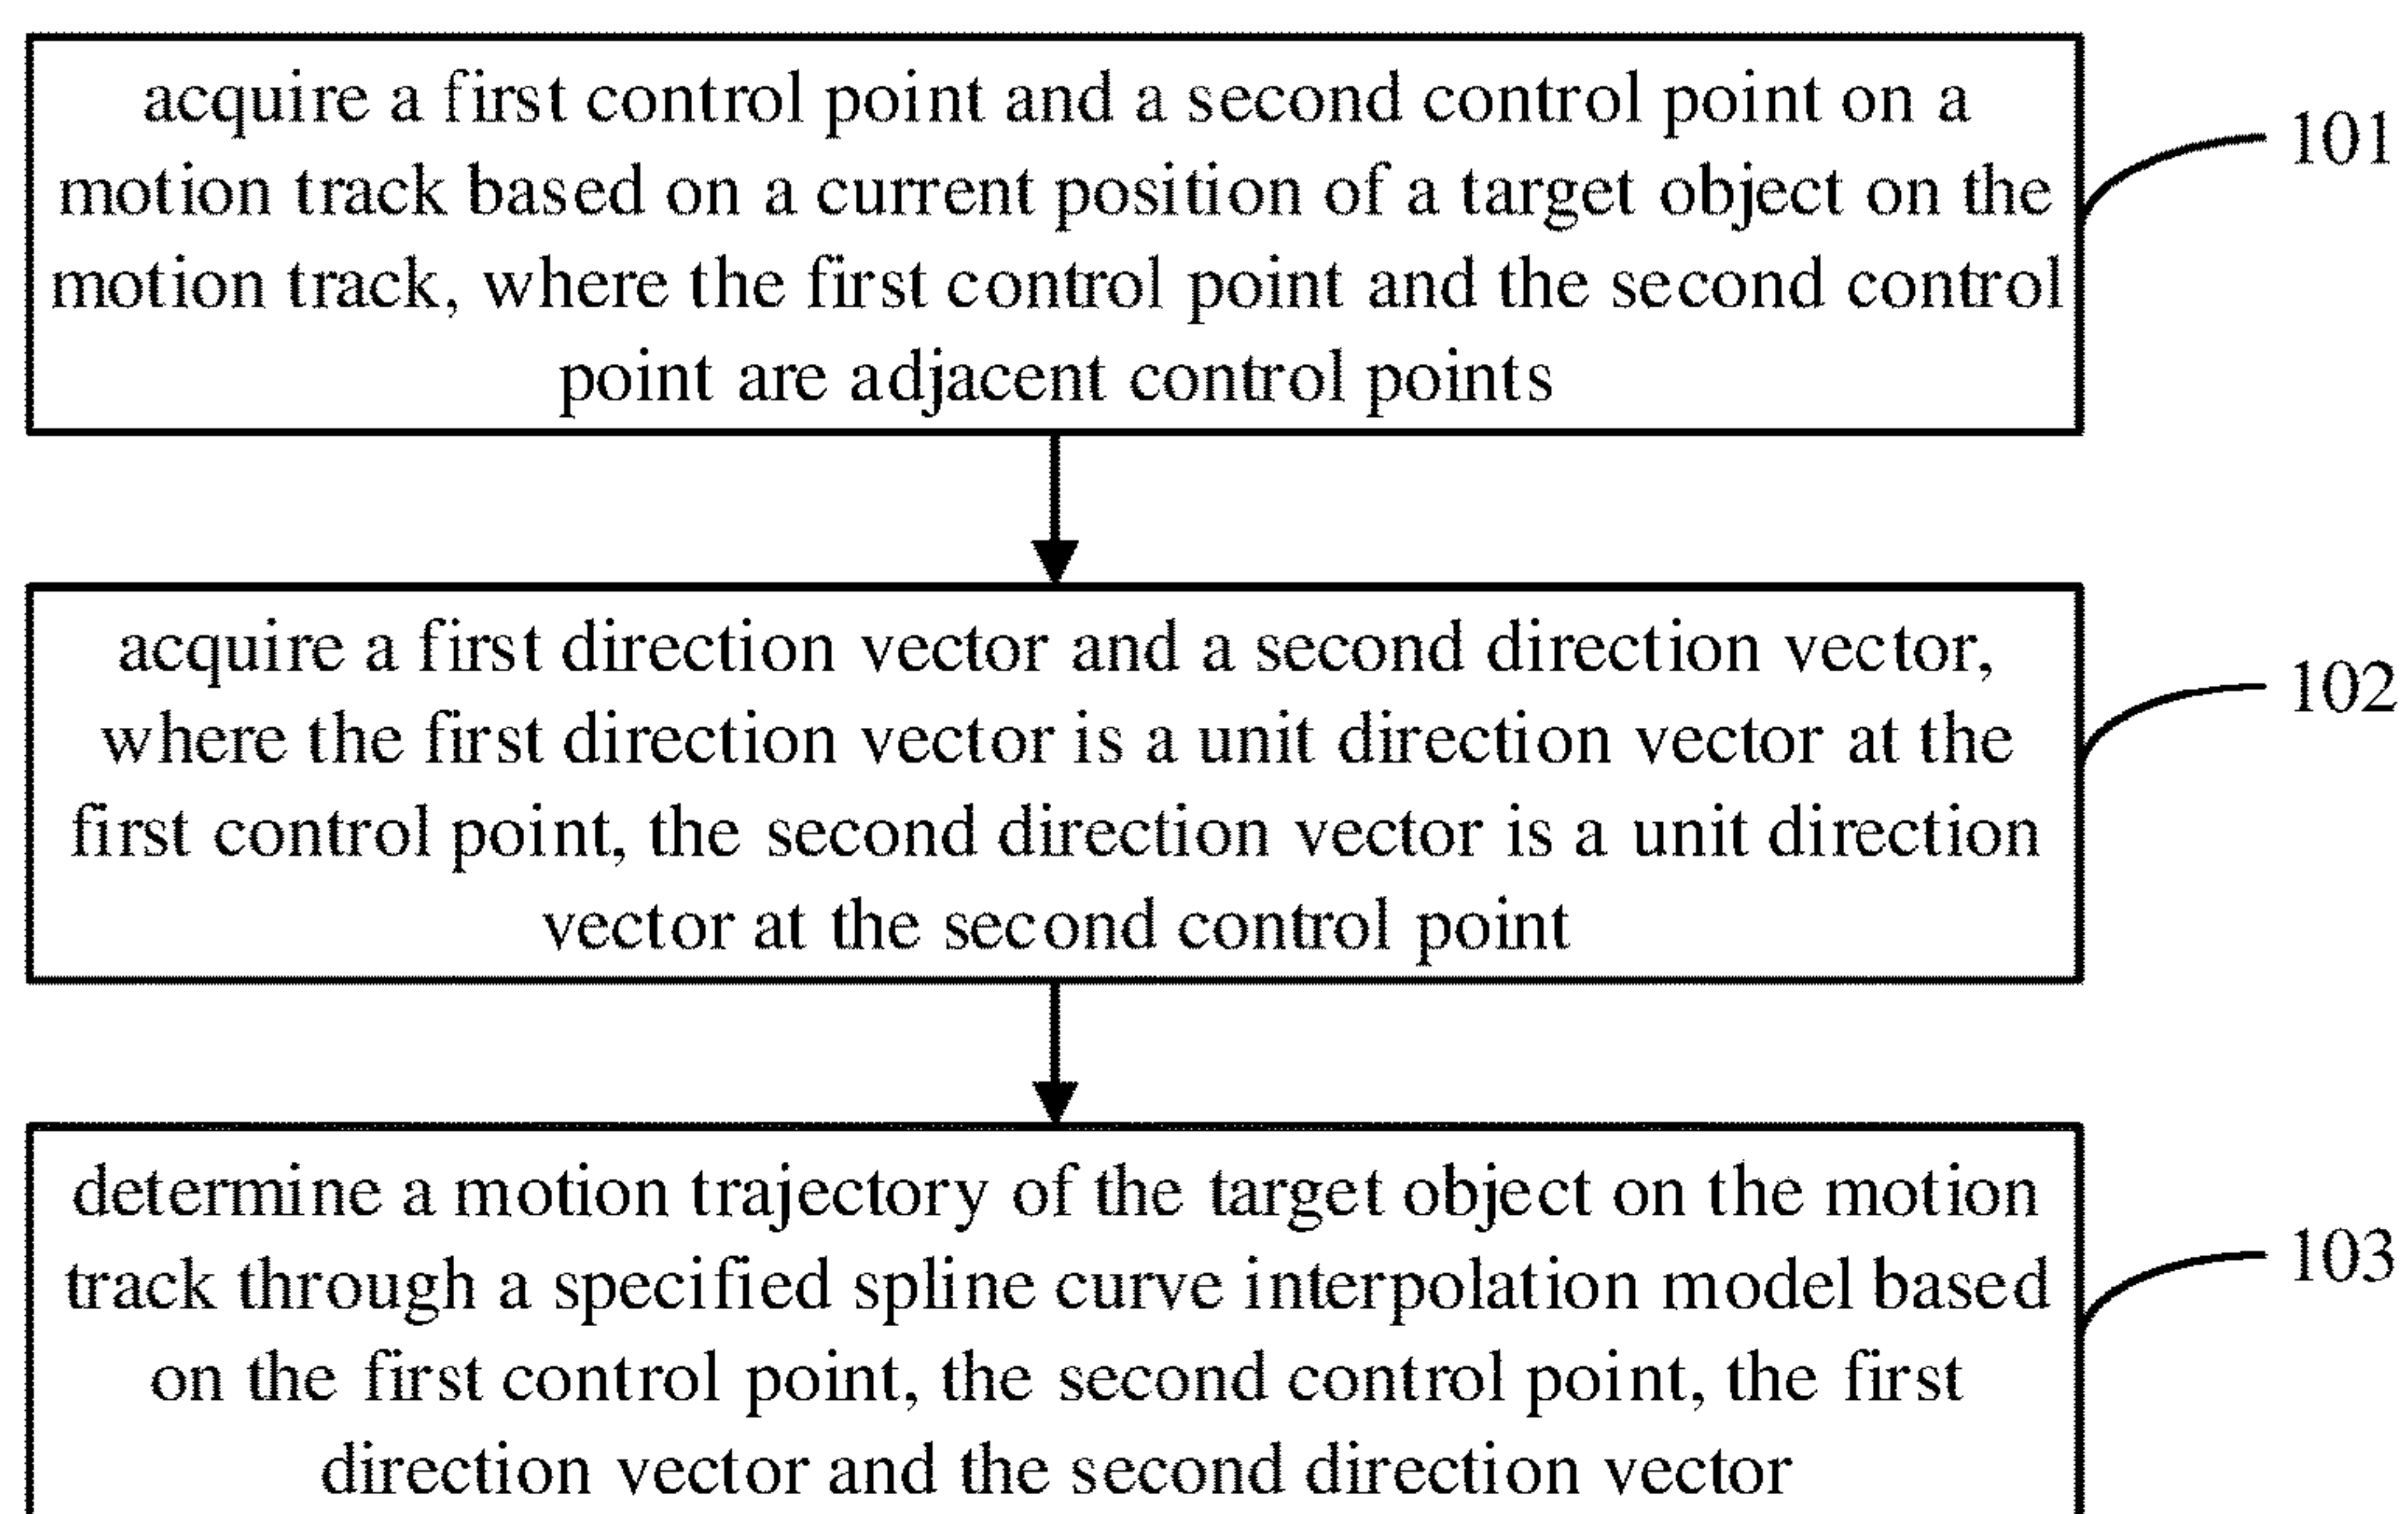 acquire a first control point and a second control point on a
motion track based on a current position of a target object on the
motion track, where the first control point and the second control
point are adjacent control points
101
acquire a first direction vector and a second direction vector,
where the first direction vector is a unit direction vector at the
first control point, the second direction vector is a unit direction
vector at the second control point
102
determine a motion trajectory of the target object on the motion
track through a specified spline curve interpolation model based
on the first control point, the second control point, the first
direction vector and the second direction vector
103